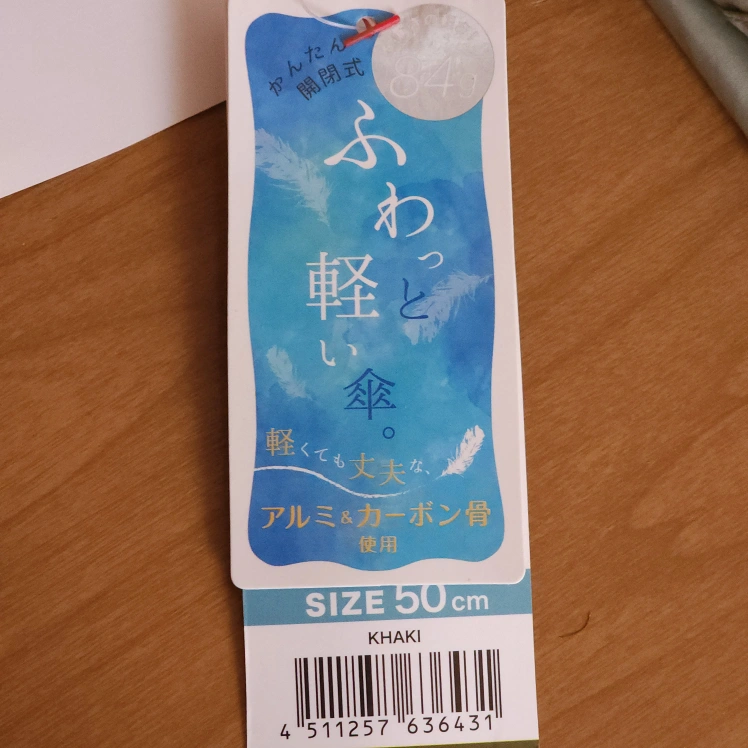 かんたん
開閉式
84g
ふわっと
軽い
傘。
軽くても丈夫な、
アルミ&カーボン骨
使用
SIZE 50cm
KHAKI
4 511257 636431